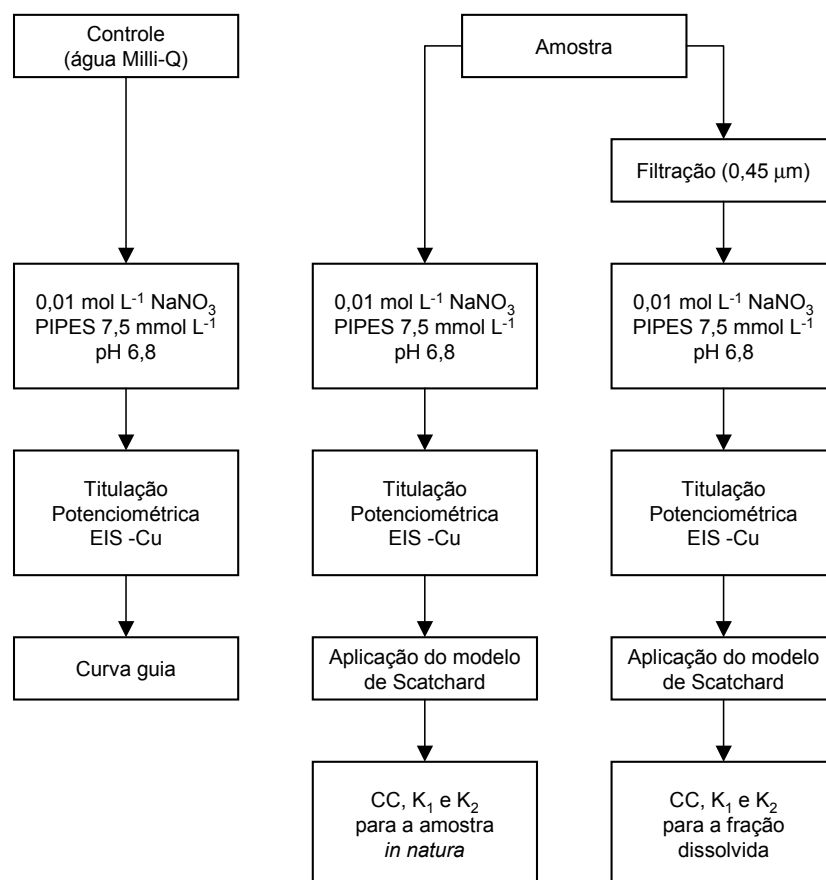 Controle
(água Milli-Q)
Amostra
Filtração (0,45 µm)
0,01 mol L⁻¹ NaNO₃
PIPES 7,5 mmol L⁻¹
pH 6,8
0,01 mol L⁻¹ NaNO₃
PIPES 7,5 mmol L⁻¹
pH 6,8
0,01 mol L⁻¹ NaNO₃
PIPES 7,5 mmol L⁻¹
pH 6,8
Titulação
Potenciométrica
EIS -Cu
Titulação
Potenciométrica
EIS -Cu
Titulação
Potenciométrica
EIS -Cu
Curva guia
Aplicação do modelo
de Scatchard
Aplicação do modelo
de Scatchard
CC, K₁ e K₂
para a amostra
in natura
CC, K₁ e K₂
para a fração
dissolvida